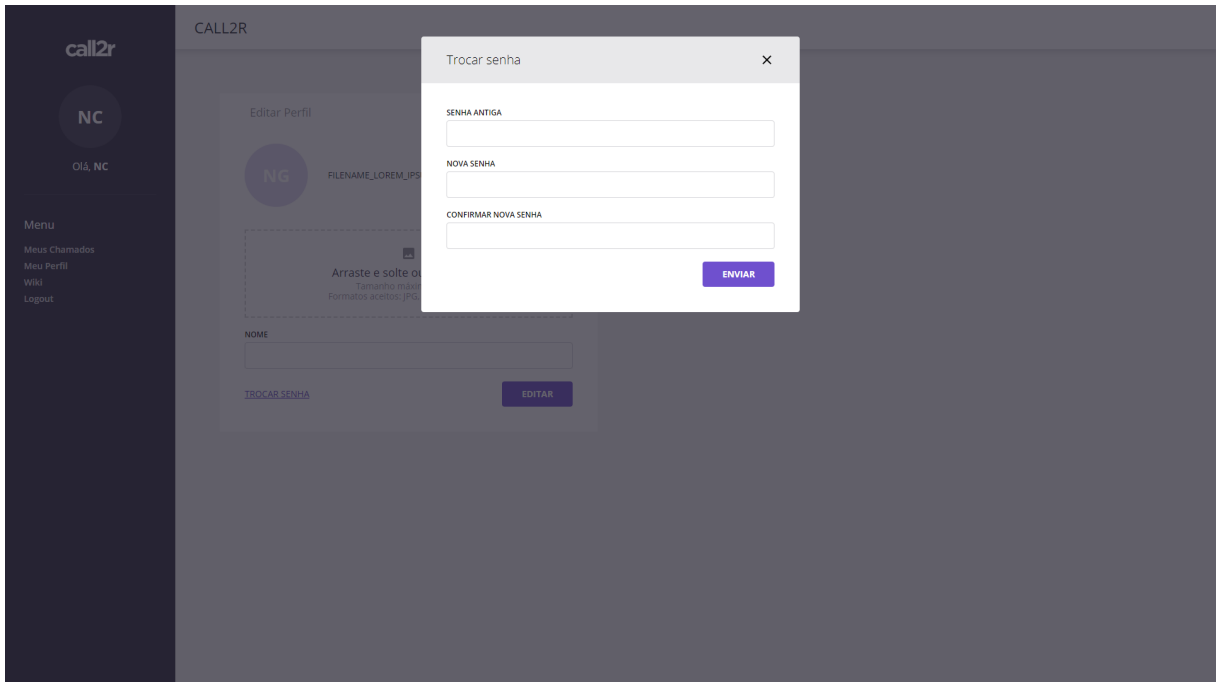 call2r
NC
Olá, NC
Menu
Meus Chamados
Meu Perfil
Wiki
Logout
CALL2R
Editar Perfil
NG
FILENAME_LOREM_IPS
Arraste e solte ou
Tamanho máxi
Formatos aceitos: JPG,
NOME
TROCAR SENHA
EDITAR
Trocar senha
SENHA ANTIGA
NOVA SENHA
CONFIRMAR NOVA SENHA
ENVIAR